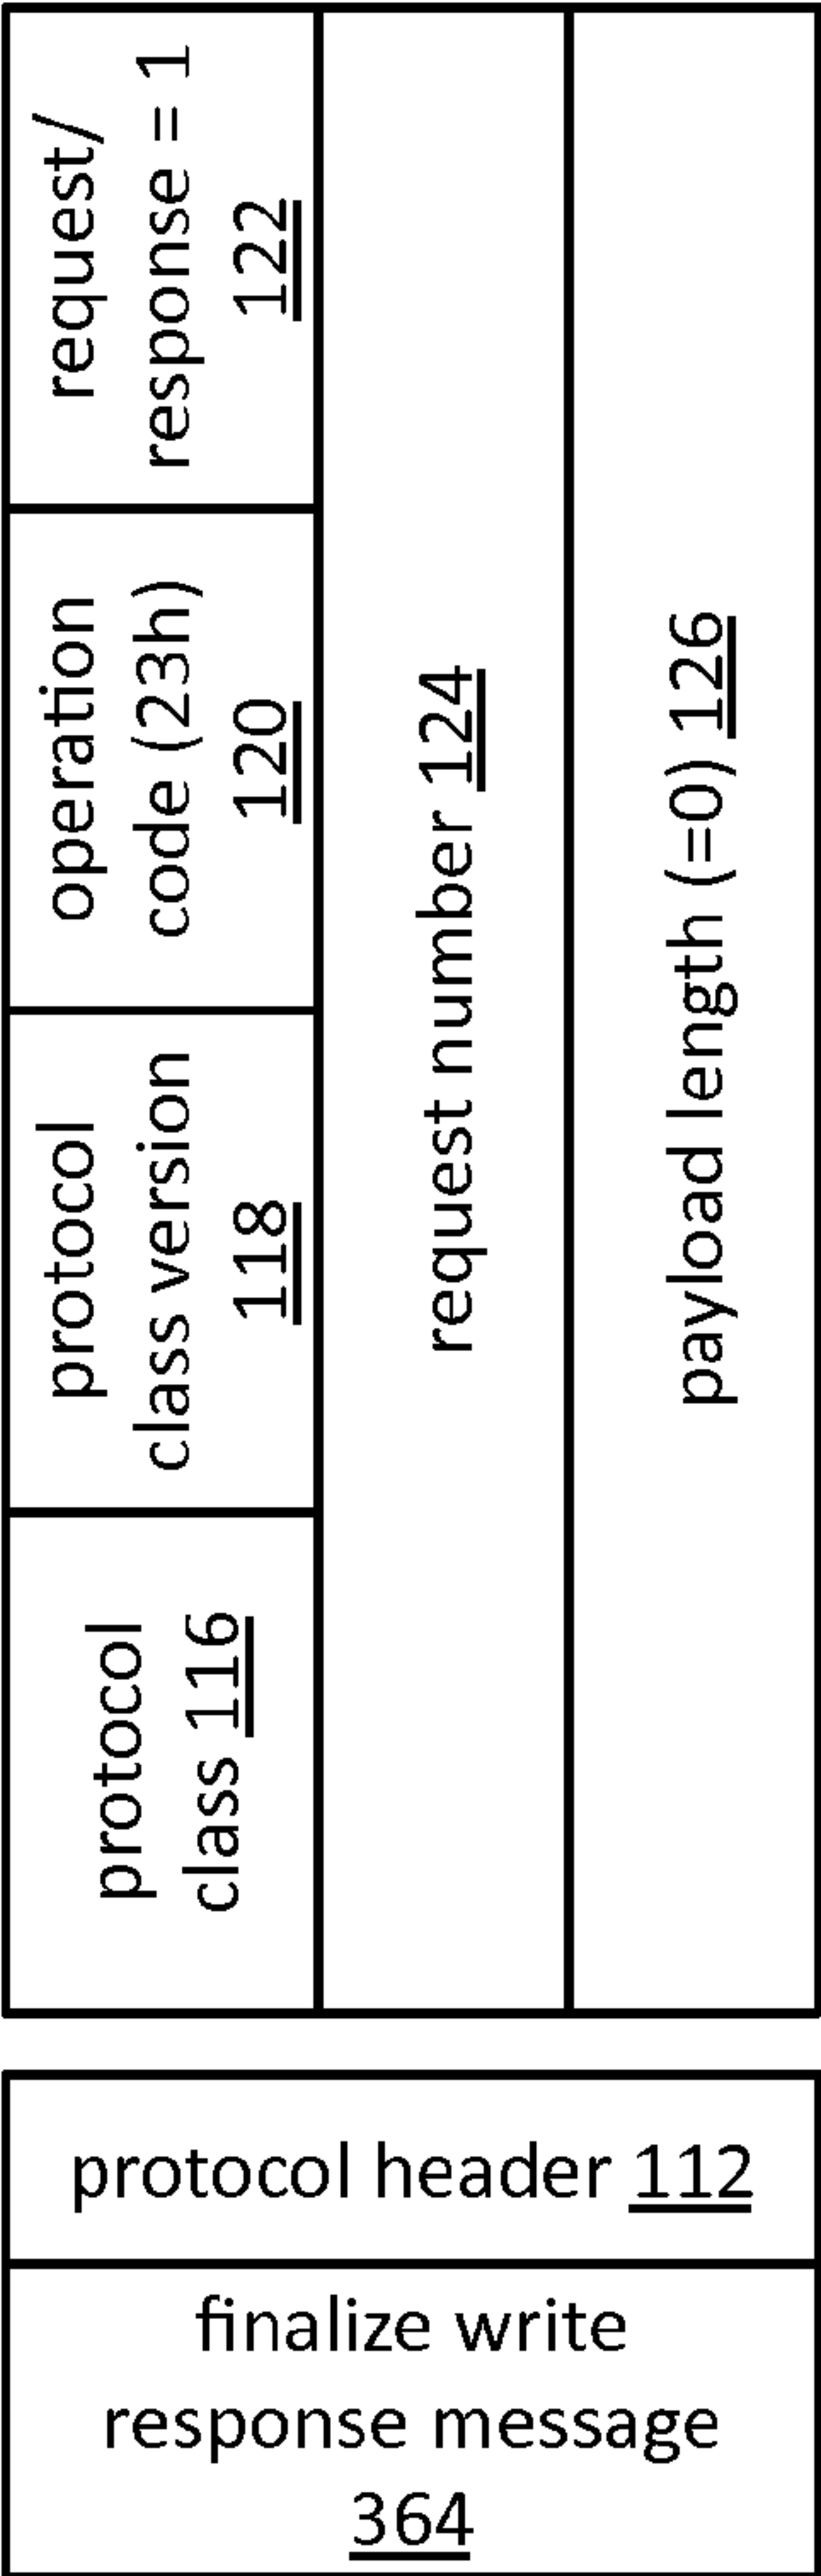 protocol
class 116
protocol
class version
118
operation
code (23h)
120
request/
response = 1
122
request number 124
payload length (=0) 126
protocol header 112
finalize write
response message
364